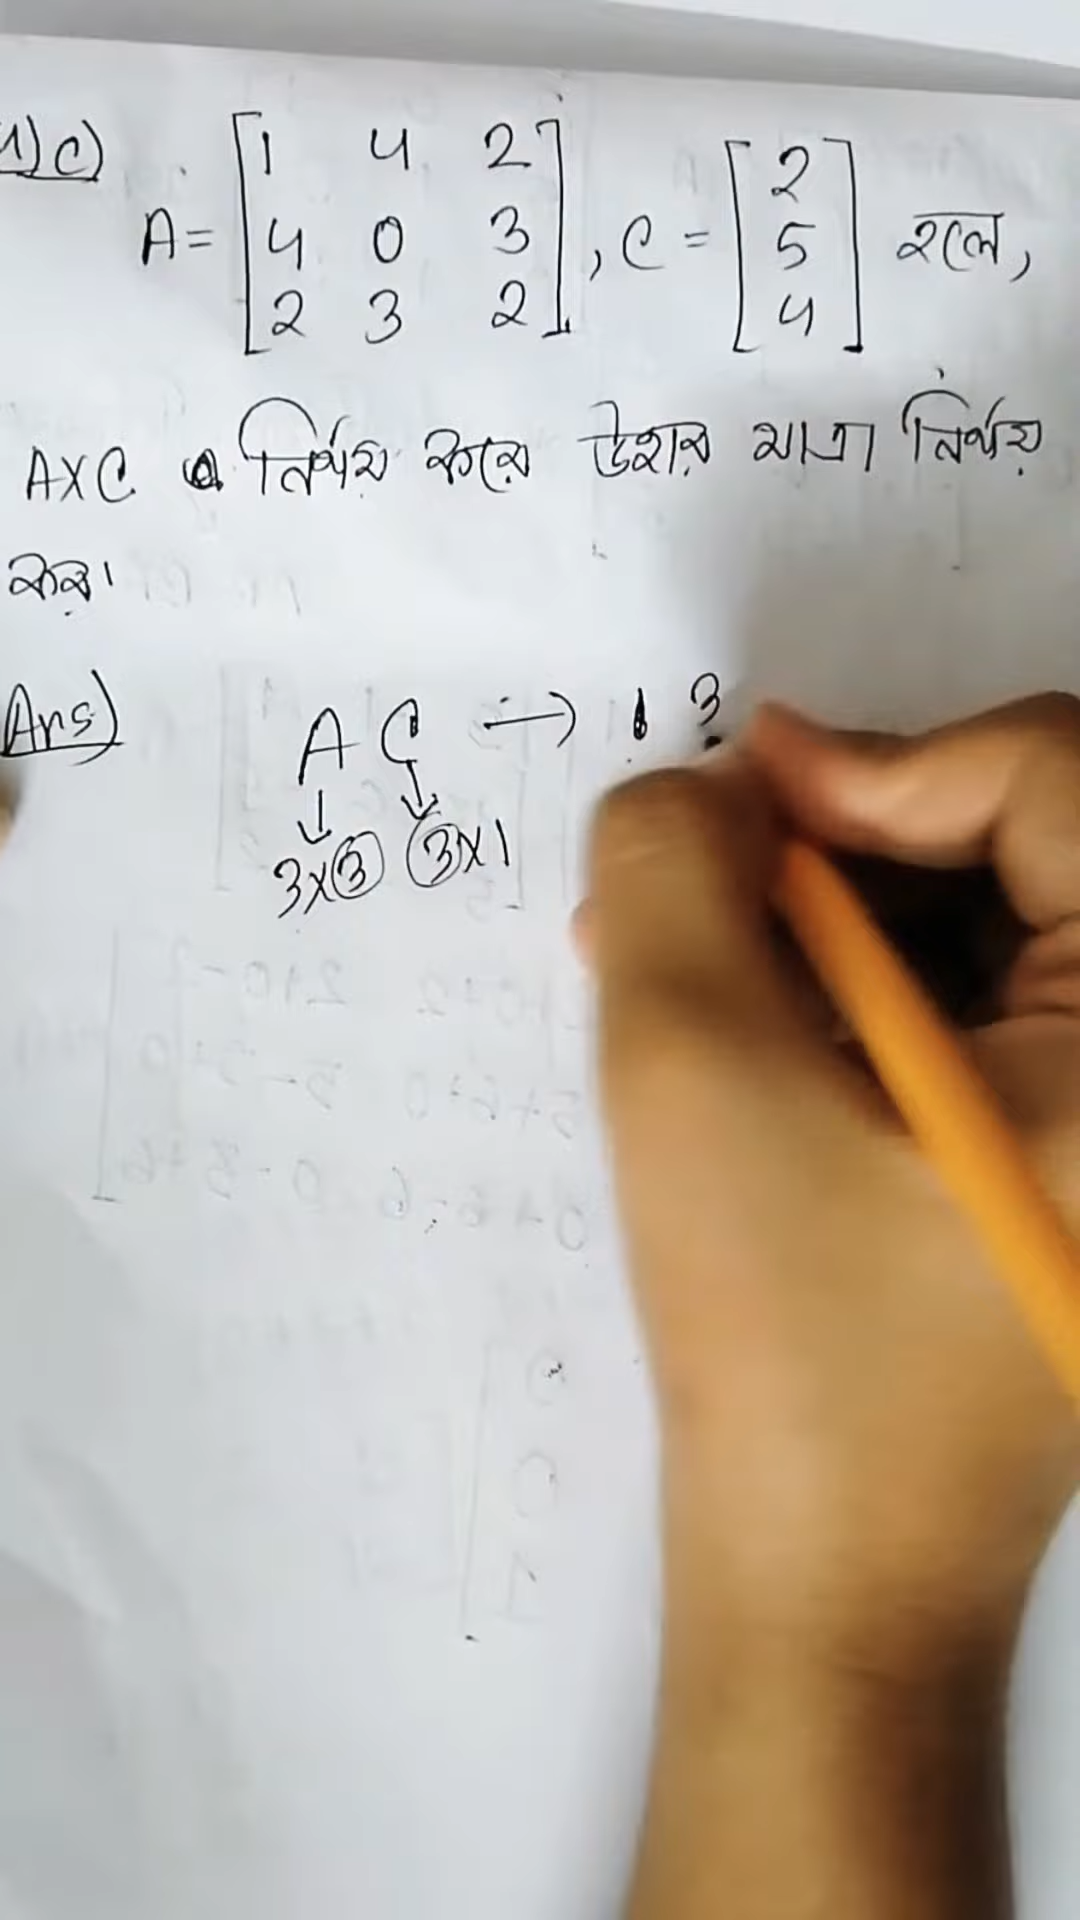 1) c)
A = [1 4 2
4 0 3
2 3 2], C = [2
5
4] হলে,
A×C নির্ণয় করে উহার মাত্রা নির্ণয়
কর।
Ans) A C → 3
3×3 3×1